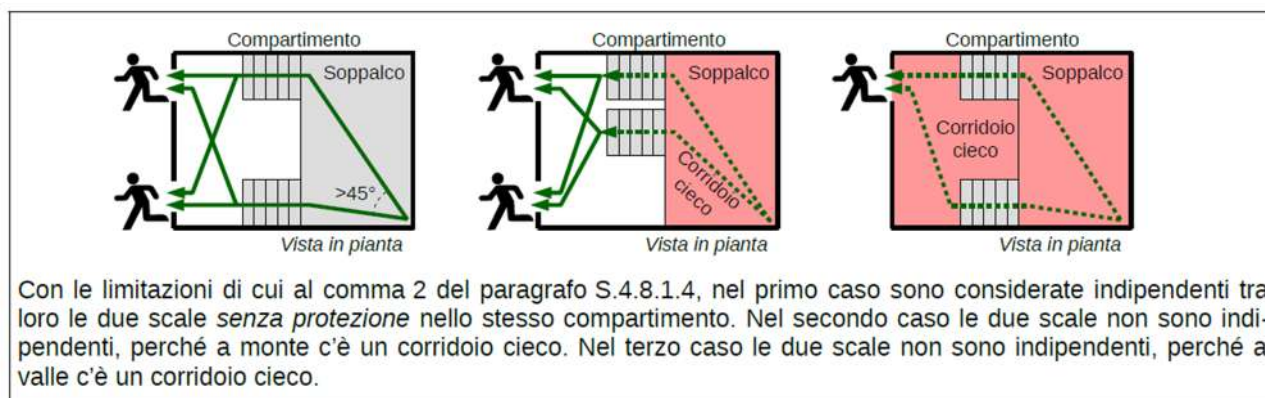 Compartimento
Soppalco
>45°
Vista in pianta
Compartimento
Soppalco
Corridoio
cieco
Vista in pianta
Compartimento
Soppalco
Corridoio
cieco
Vista in pianta
Con le limitazioni di cui al comma 2 del paragrafo S.4.8.1.4, nel primo caso sono considerate indipendenti tra
loro le due scale senza protezione nello stesso compartimento. Nel secondo caso le due scale non sono indi-
pendenti, perché a monte c'è un corridoio cieco. Nel terzo caso le due scale non sono indipendenti, perché a
valle c'è un corridoio cieco.